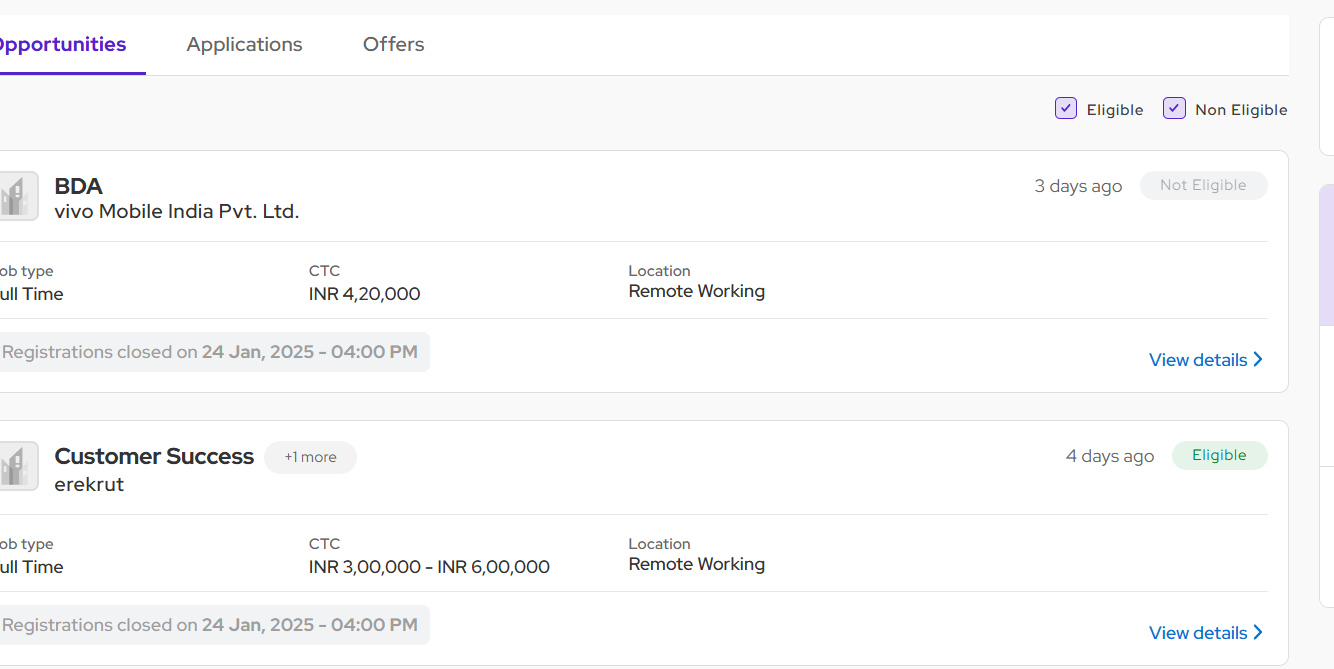 Opportunities Applications Offers
Eligible Non Eligible
BDA
vivo Mobile India Pvt. Ltd.
3 days ago Not Eligible
ob type CTC Location
ull Time INR 4,20,000 Remote Working
Registrations closed on 24 Jan, 2025 - 04:00 PM
View details
Customer Success +1 more
erekrut
4 days ago Eligible
ob type CTC Location
ull Time INR 3,00,000 - INR 6,00,000 Remote Working
Registrations closed on 24 Jan, 2025 - 04:00 PM
View details